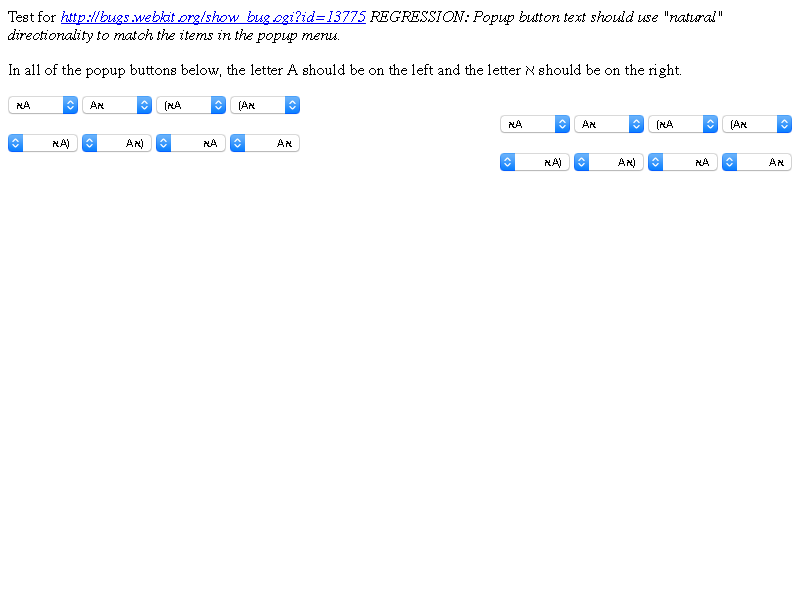 Test for http://bugs.webkit.org/show_bug.cgi?id=13775 REGRESSION: Popup button text should use "natural"
directionality to match the items in the popup menu.
In all of the popup buttons below, the letter A should be on the left and the letter א should be on the right.
אA Aא (אA (Aא
אA) Aא) אA Aא
אA Aא (אA (Aא
אA) Aא) אA Aא